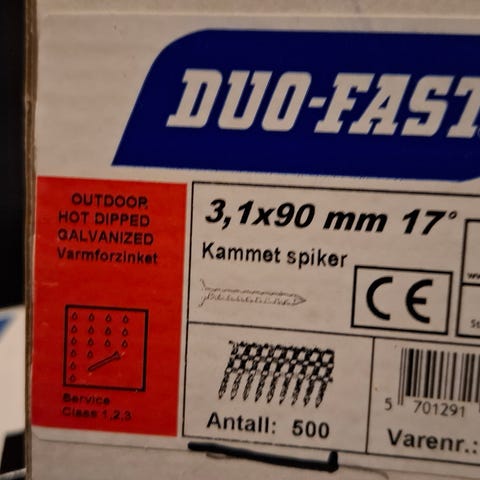 DUO-FAST
OUTDOOR
HOT DIPPED
GALVANIZED
Varmforzinket
3,1x90 mm 17°
Kammet spiker
CE
Service
Class 1,2,3
Antall: 500
5 701291
Varenr.: